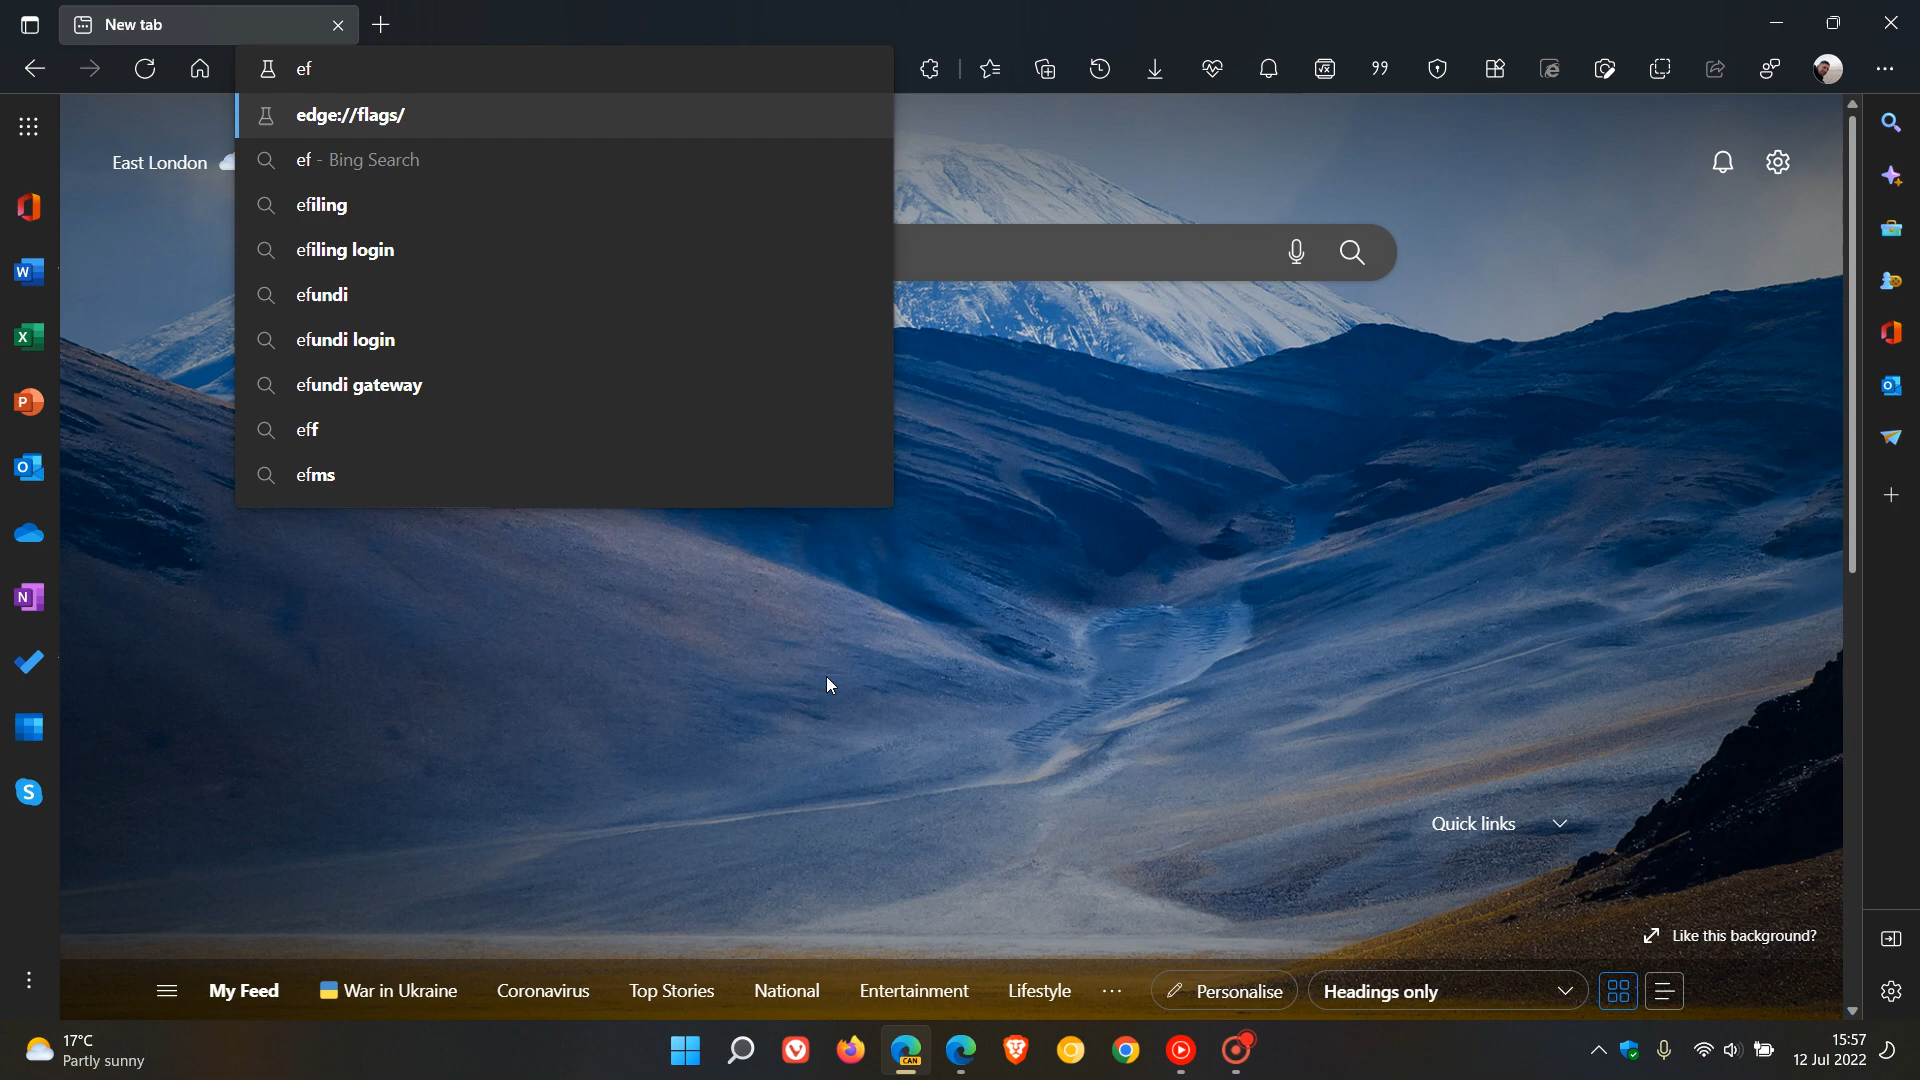 New tab
ef
edge://flags/
ef - Bing Search
efiling
efiling login
efundi
efundi login
efundi gateway
eff
efms
East London
Quick links
Like this background?
My Feed
War in Ukraine
Coronavirus
Top Stories
National
Entertainment
Lifestyle
Personalise
Headings only
17°C
Partly sunny
CAN
15:57
12 Jul 2022